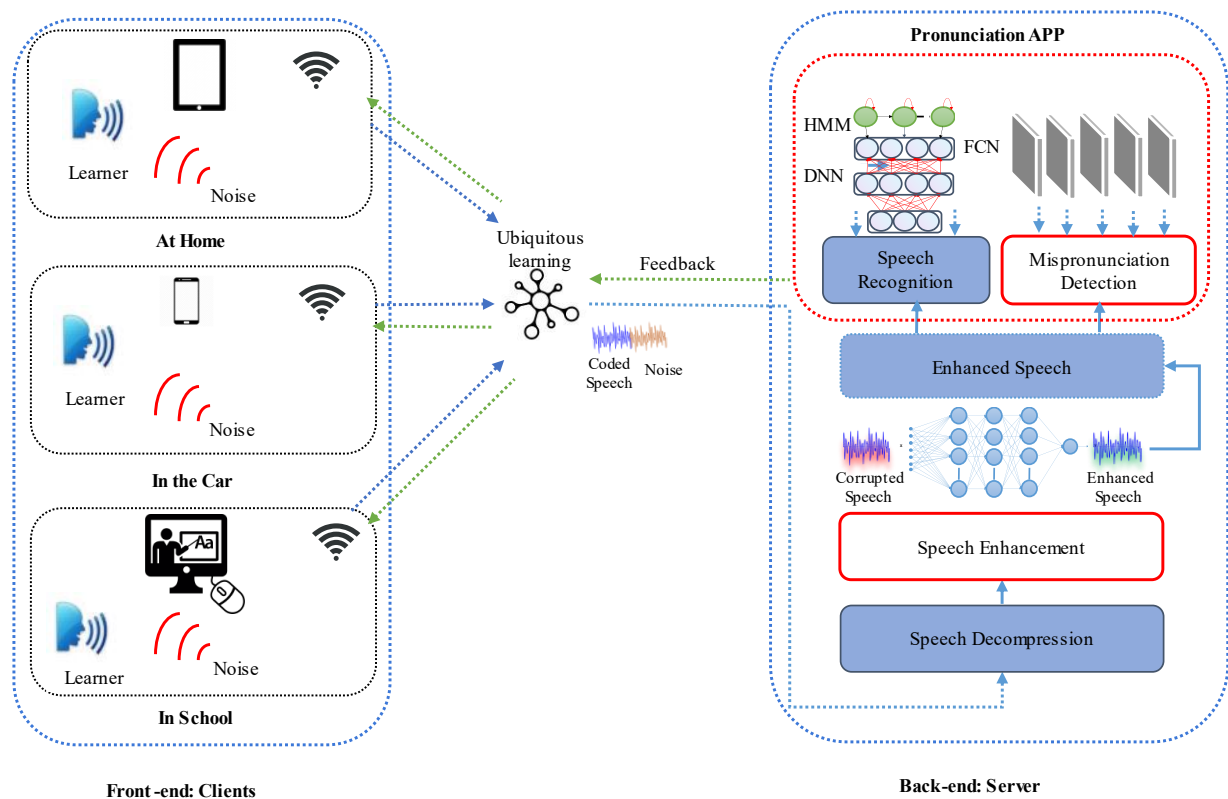 Learner
Noise
At Home
Learner
Noise
In the Car
Aa
Learner
Noise
In School
Front-end: Clients
Ubiquitous
learning
Feedback
Coded
Speech
Noise
Pronunciation APP
HMM
FCN
DNN
Speech
Recognition
Mispronunciation
Detection
Enhanced Speech
Corrupted
Speech
Enhanced
Speech
Speech Enhancement
Speech Decompression
Back-end: Server